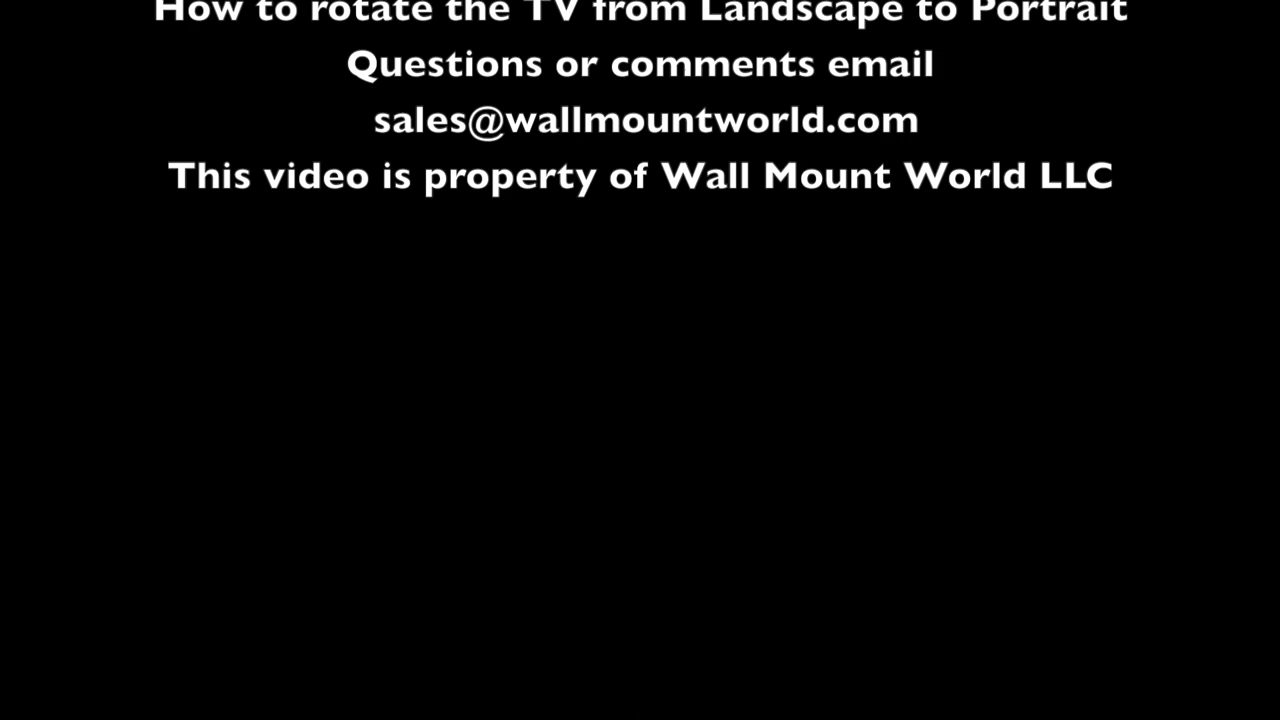 How to rotate the TV from Landscape to Portrait
Questions or comments email
sales@wallmountworld.com
This video is property of Wall Mount World LLC